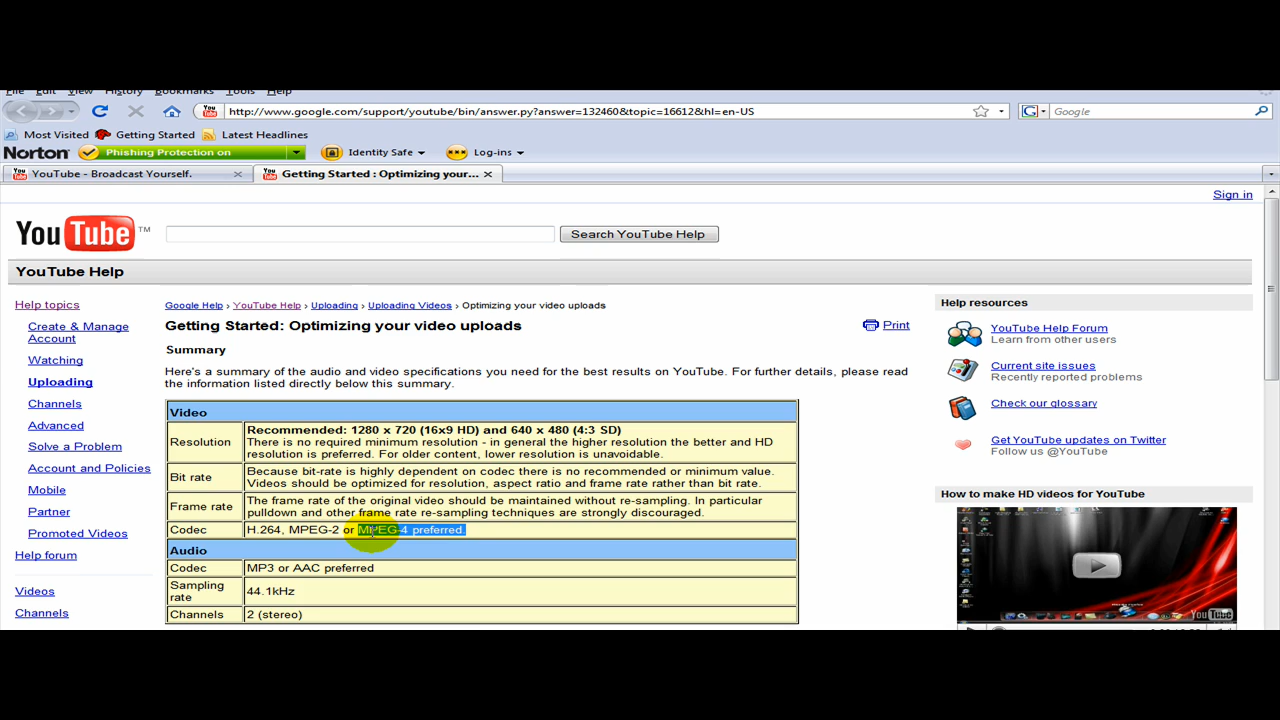 File Edit View History Bookmarks Tools Help
http://www.google.com/support/youtube/bin/answer.py?answer=132460&topic=16612&hl=en-US
Google
Most Visited Getting Started Latest Headlines
Norton Phishing Protection on Identity Safe Log-ins
YouTube - Broadcast Yourself.
Getting Started : Optimizing your...
Sign in
YouTube™
Search YouTube Help
YouTube Help
Help topics
Create & Manage
Account
Watching
Uploading
Channels
Advanced
Solve a Problem
Account and Policies
Mobile
Partner
Promoted Videos
Help forum
Videos
Channels
Google Help › YouTube Help › Uploading › Uploading Videos › Optimizing your video uploads
Getting Started: Optimizing your video uploads
Print
Summary
Here's a summary of the audio and video specifications you need for the best results on YouTube. For further details, please read
the information listed directly below this summary.
Video
Resolution
Recommended: 1280 x 720 (16x9 HD) and 640 x 480 (4:3 SD)
There is no required minimum resolution - in general the higher resolution the better and HD
resolution is preferred. For older content, lower resolution is unavoidable.
Bit rate
Because bit-rate is highly dependent on codec there is no recommended or minimum value.
Videos should be optimized for resolution, aspect ratio and frame rate rather than bit rate.
Frame rate
The frame rate of the original video should be maintained without re-sampling. In particular
pulldown and other frame rate re-sampling techniques are strongly discouraged.
Codec
H.264, MPEG-2 or MPEG-4 preferred
Audio
Codec
MP3 or AAC preferred
Sampling
rate
44.1kHz
Channels
2 (stereo)
Help resources
YouTube Help Forum
Learn from other users
Current site issues
Recently reported problems
Check our glossary
Get YouTube updates on Twitter
Follow us @YouTube
How to make HD videos for YouTube
YouTube